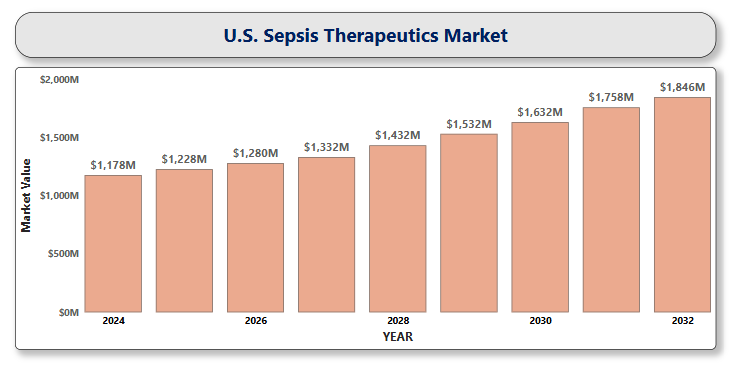 U.S. Sepsis Therapeutics Market
$2,000M
$1,500M
$1,000M
$500M
$0M
Market Value
$1,178M
$1,228M
$1,280M
$1,332M
$1,432M
$1,532M
$1,632M
$1,758M
$1,846M
2024
2026
2028
2030
2032
YEAR